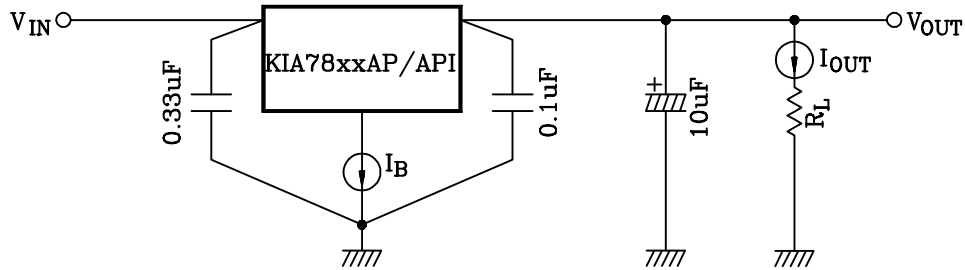 VIN
KIA78xxAP/API
VOUT
IOUT
0.33uF
0.1uF
+
10uF
RL
IB